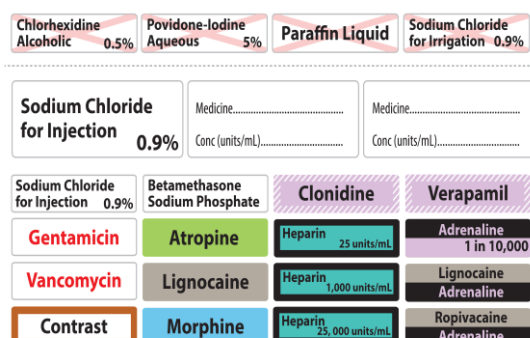 Chlorhexidine
Alcoholic 0.5%
Povidone-Iodine
Aqueous 5%
Paraffin Liquid
Sodium Chloride
for Irrigation 0.9%
Sodium Chloride
for Injection 0.9%
Medicine
Conc (units/mL)
Medicine
Conc (units/mL)
Sodium Chloride
for Injection 0.9%
Betamethasone
Sodium Phosphate
Clonidine
Verapamil
Gentamicin
Atropine
Heparin
25 units/mL
Adrenaline
1 in 10,000
Vancomycin
Lignocaine
Heparin
1,000 units/mL
Lignocaine
Adrenaline
Contrast
Morphine
Heparin
25, 000 units/mL
Ropivacaine
Adrenaline